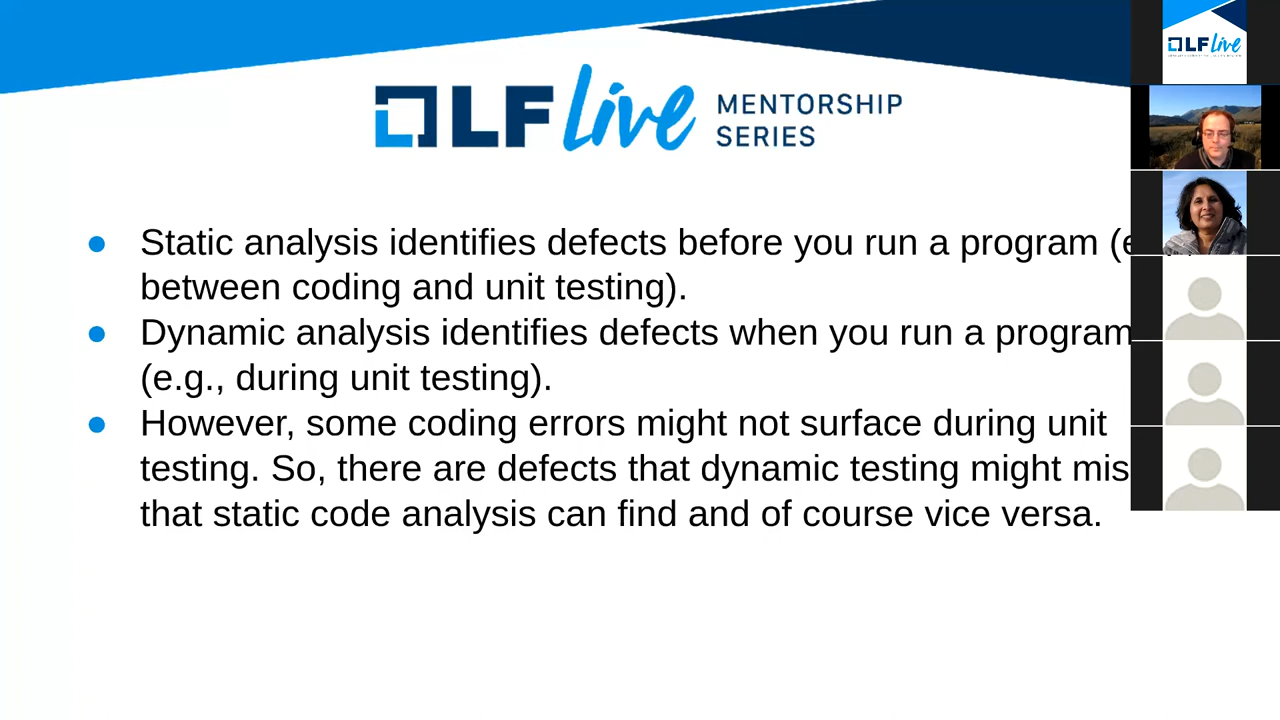 LF Live MENTORSHIP
SERIES
LF Live
Static analysis identifies defects before you run a program (e
between coding and unit testing).
Dynamic analysis identifies defects when you run a program
(e.g., during unit testing).
However, some coding errors might not surface during unit
testing. So, there are defects that dynamic testing might mis
that static code analysis can find and of course vice versa.